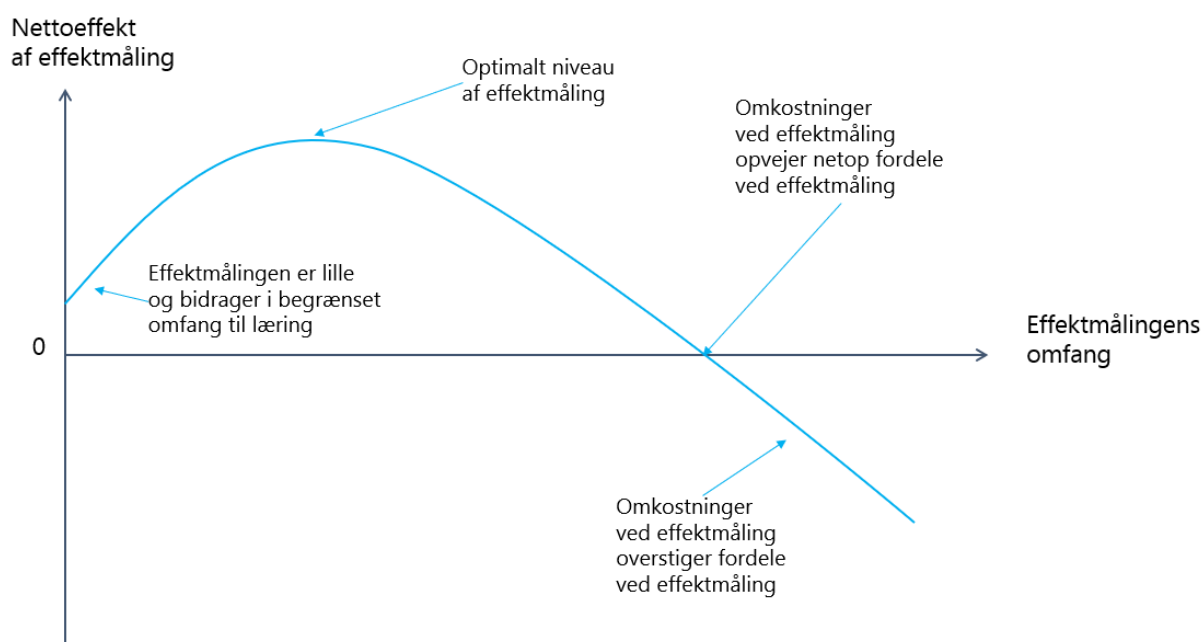 Nettoeffekt
af effektmåling
Optimalt niveau
af effektmåling
Omkostninger
ved effektmåling
opvejer netop fordele
ved effektmåling
Effektmålingen er lille
og bidrager i begrænset
omfang til læring
0
Effektmålingens
omfang
Omkostninger
ved effektmåling
overstiger fordele
ved effektmåling